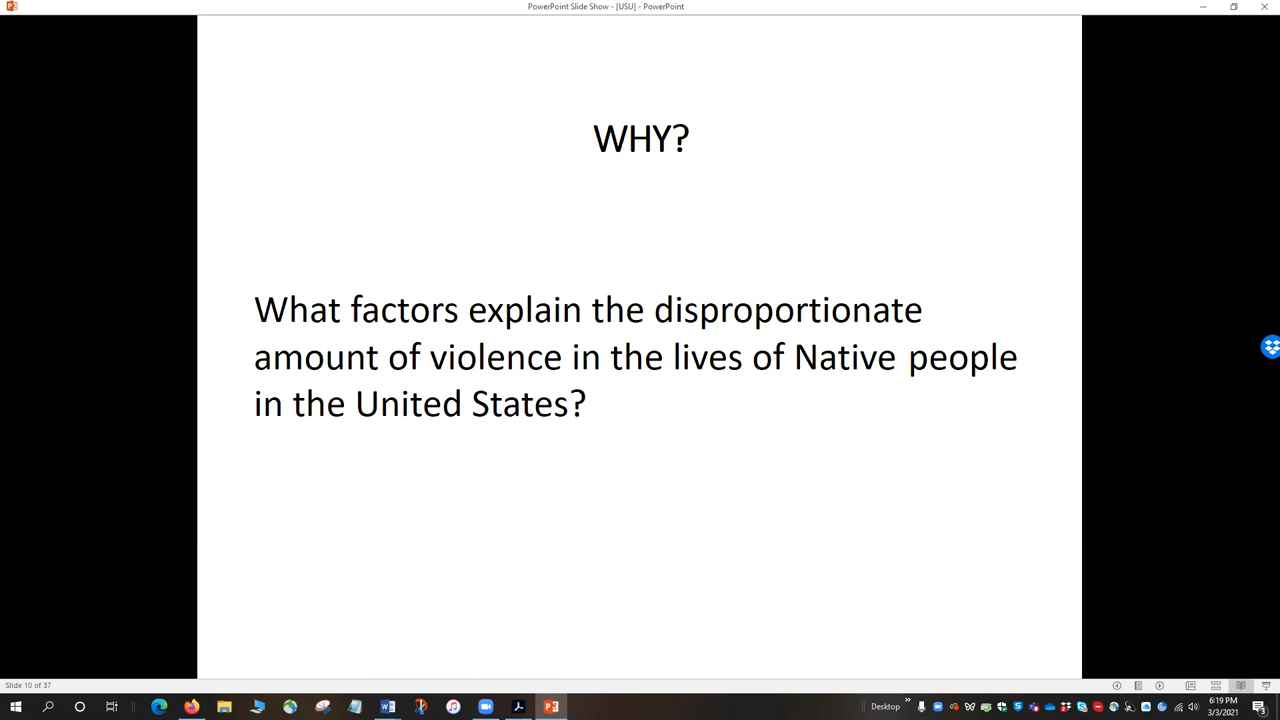 PowerPoint Slide Show - [USU] - PowerPoint
WHY?
What factors explain the disproportionate
amount of violence in the lives of Native people
in the United States?
Slide 10 of 37
Desktop
6:19 PM
3/3/2021